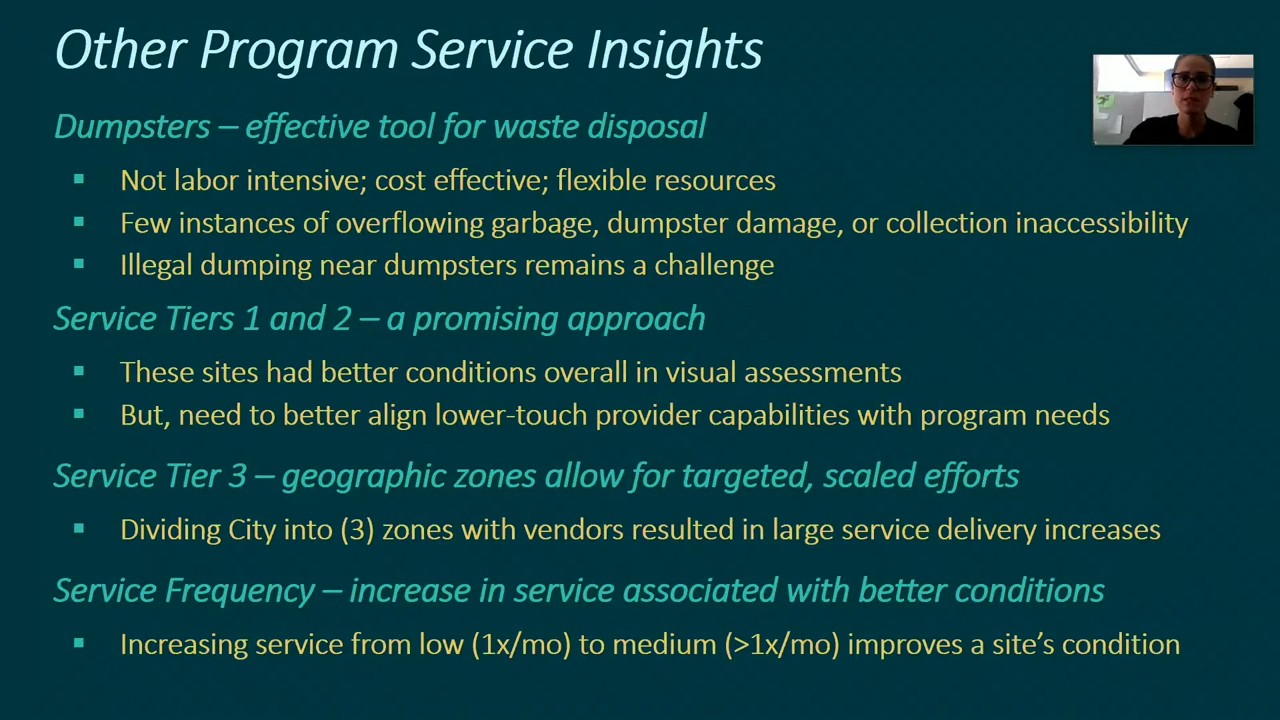 Other Program Service Insights
Dumpsters – effective tool for waste disposal
▪ Not labor intensive; cost effective; flexible resources
▪ Few instances of overflowing garbage, dumpster damage, or collection inaccessibility
▪ Illegal dumping near dumpsters remains a challenge
Service Tiers 1 and 2 – a promising approach
▪ These sites had better conditions overall in visual assessments
▪ But, need to better align lower-touch provider capabilities with program needs
Service Tier 3 – geographic zones allow for targeted, scaled efforts
▪ Dividing City into (3) zones with vendors resulted in large service delivery increases
Service Frequency – increase in service associated with better conditions
▪ Increasing service from low (1x/mo) to medium (>1x/mo) improves a site’s condition